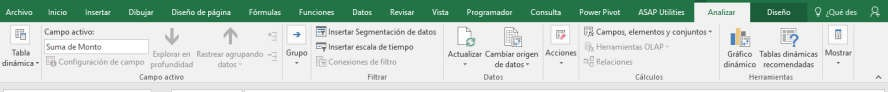 Archivo Inicio Insertar Dibujar Diseño de página Fórmulas Funciones Datos Revisar Vista Programador Consulta Power Pivot ASAP Utilities Analizar Diseño ¿Qué des
Tabla dinámica
Campo activo:
Suma de Monto
Configuración de campo
Explorar en profundidad
Rastrear agrupando datos
Campo activo
Grupo
Insertar Segmentación de datos
Insertar escala de tiempo
Conexiones de filtro
Filtrar
Actualizar
Cambiar origen de datos
Datos
Acciones
Campos, elementos y conjuntos
Herramientas OLAP
Relaciones
Cálculos
Gráfico dinámico
Tablas dinámicas recomendadas
Herramientas
Mostrar